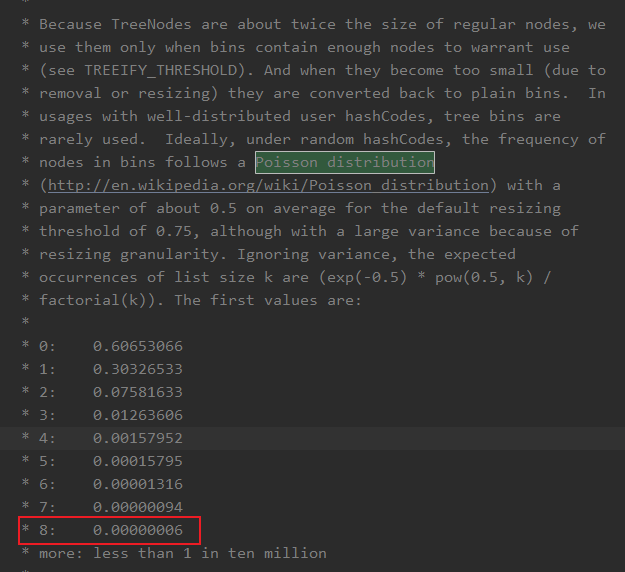 * Because TreeNodes are about twice the size of regular nodes, we
* use them only when bins contain enough nodes to warrant use
* (see TREEIFY_THRESHOLD). And when they become too small (due to
* removal or resizing) they are converted back to plain bins.  In
* usages with well-distributed user hashCodes, tree bins are
* rarely used.  Ideally, under random hashCodes, the frequency of
* nodes in bins follows a Poisson distribution
* (http://en.wikipedia.org/wiki/Poisson_distribution) with a
* parameter of about 0.5 on average for the default resizing
* threshold of 0.75, although with a large variance because of
* resizing granularity. Ignoring variance, the expected
* occurrences of list size k are (exp(-0.5) * pow(0.5, k) /
* factorial(k)). The first values are:
*
* 0:    0.60653066
* 1:    0.30326533
* 2:    0.07581633
* 3:    0.01263606
* 4:    0.00157952
* 5:    0.00015795
* 6:    0.00001316
* 7:    0.00000094
* 8:    0.00000006
* more: less than 1 in ten million